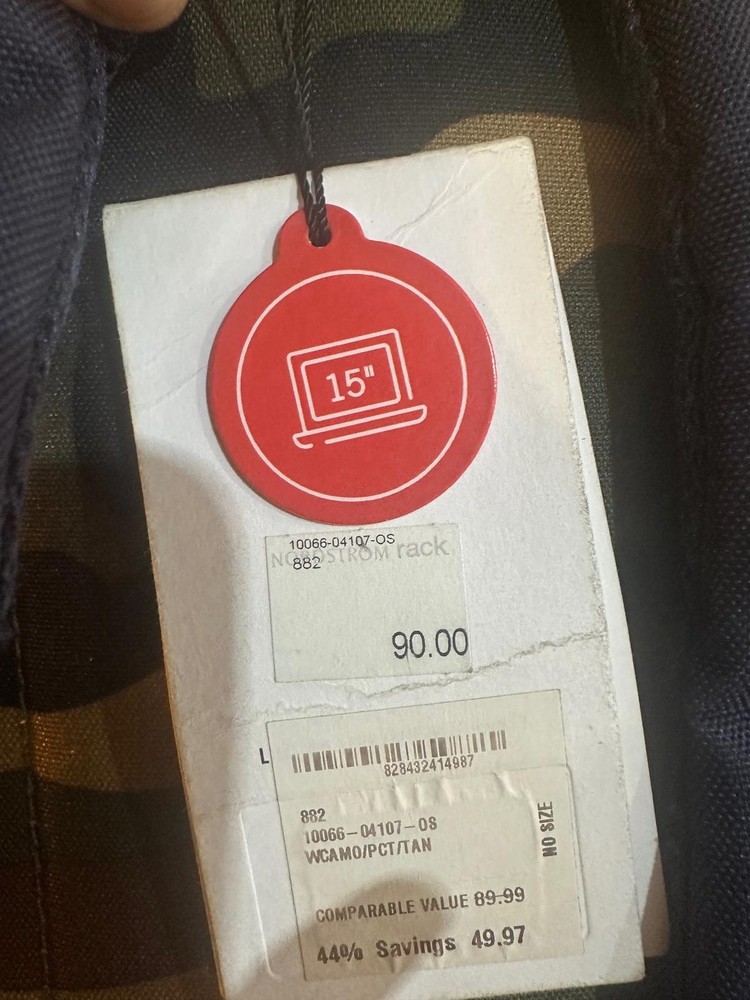 15"
10066-04107-OS
NORDSTROM rack
882
90.00
L
828432414987
882
10066-04107-OS
WCAMO/PCT/TAN
NO SIZE
COMPARABLE VALUE 89.99
44% Savings 49.97